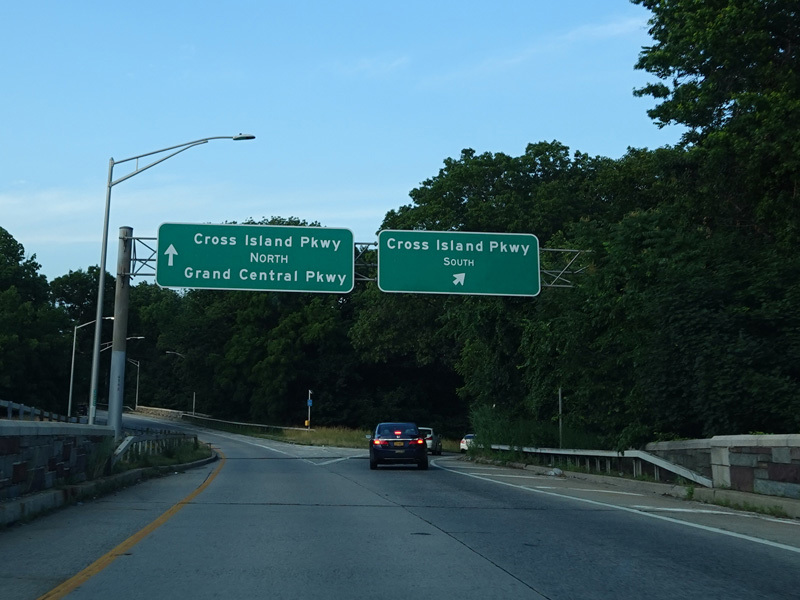 Cross Island Pkwy
North
Grand Central Pkwy
Cross Island Pkwy
South